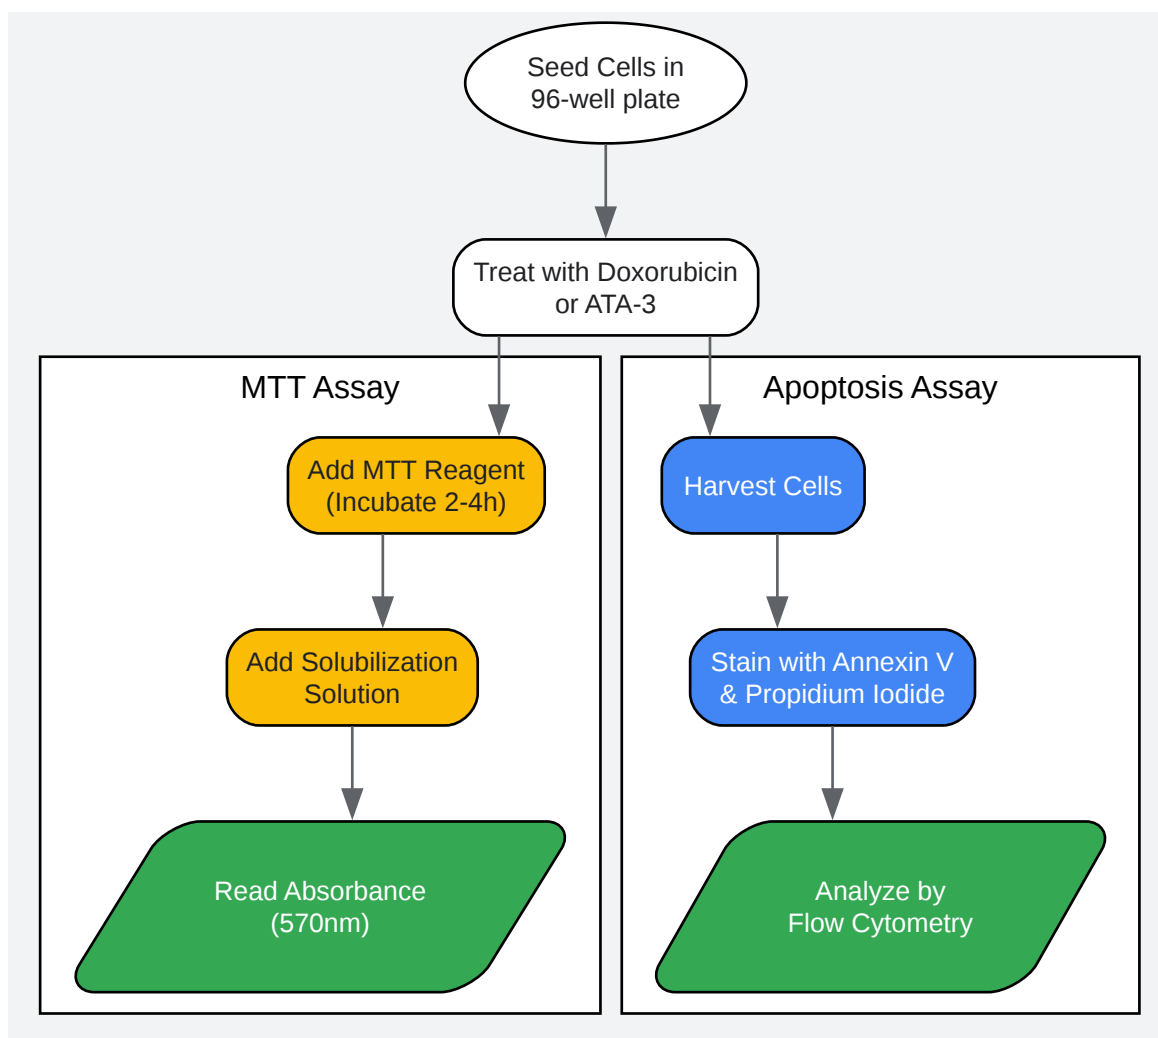 Seed Cells in
96-well plate
Treat with Doxorubicin
or ATA-3
MTT Assay
Add MTT Reagent
(Incubate 2-4h)
Add Solubilization
Solution
Read Absorbance
(570nm)
Apoptosis Assay
Harvest Cells
Stain with Annexin V
& Propidium Iodide
Analyze by
Flow Cytometry